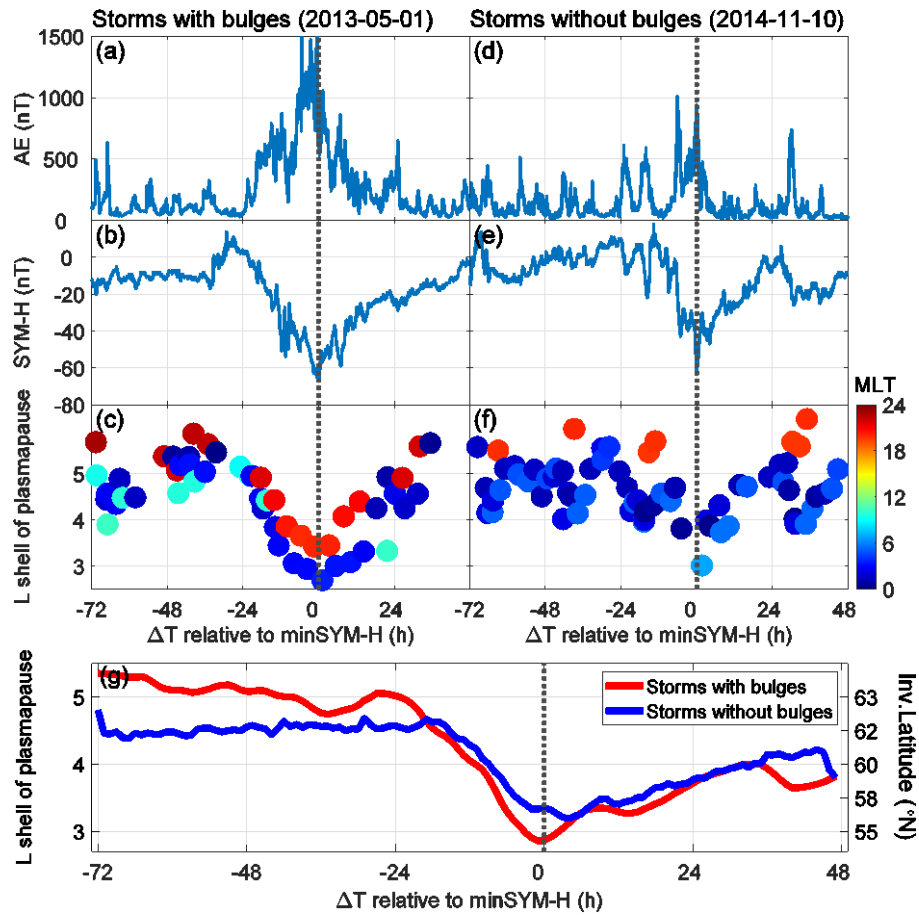 Storms with bulges (2013-05-01) Storms without bulges (2014-11-10)
(a) (d)
AE (nT)
1500
1000
500
0
(b) (e)
SYM-H (nT)
0
-20
-40
-60
-80
(c) (f)
L shell of plasmapause
5
4
3
MLT
24
18
12
6
0
-72 -48 -24 0 24 -72 -48 -24 0 24 48
ΔT relative to minSYM-H (h) ΔT relative to minSYM-H (h)
(g)
Storms with bulges
Storms without bulges
L shell of plasmapause
5
4
3
Inv.Latitude (°N)
63
62
60
58
55
-72 -48 -24 0 24 48
ΔT relative to minSYM-H (h)